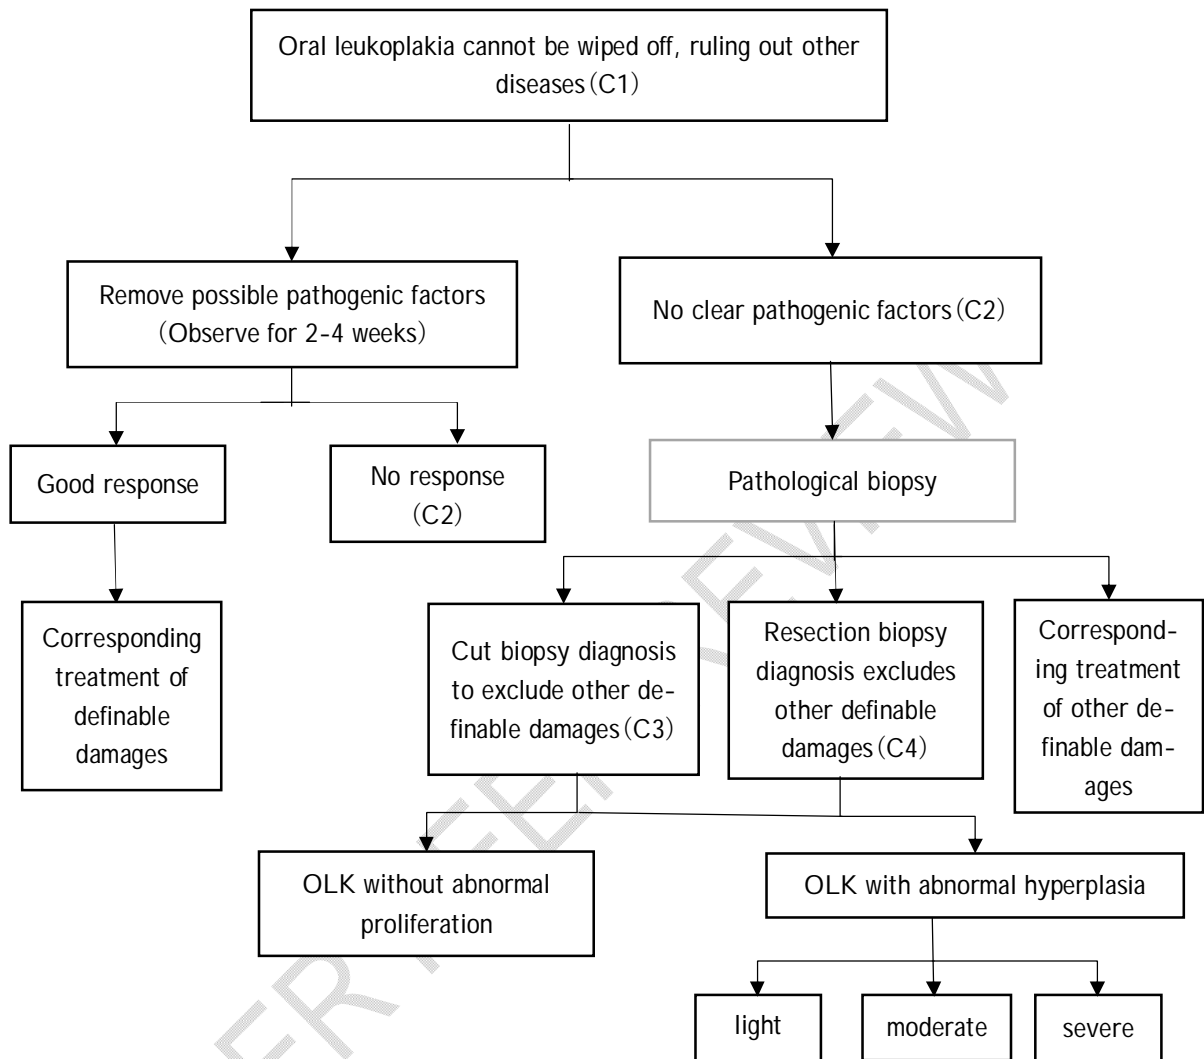 Oral leukoplakia cannot be wiped off, ruling out other
diseases(C1)
Remove possible pathogenic factors
(Observe for 2-4 weeks)
No clear pathogenic factors(C2)
Good response
No response
(C2)
Pathological biopsy
Corresponding
treatment of
definable
damages
Cut biopsy diagnosis
to exclude other de-
finable damages(C3)
Resection biopsy
diagnosis excludes
other definable
damages(C4)
Correspond-
ing treatment
of other de-
finable dam-
ages
OLK without abnormal
proliferation
OLK with abnormal hyperplasia
light
moderate
severe